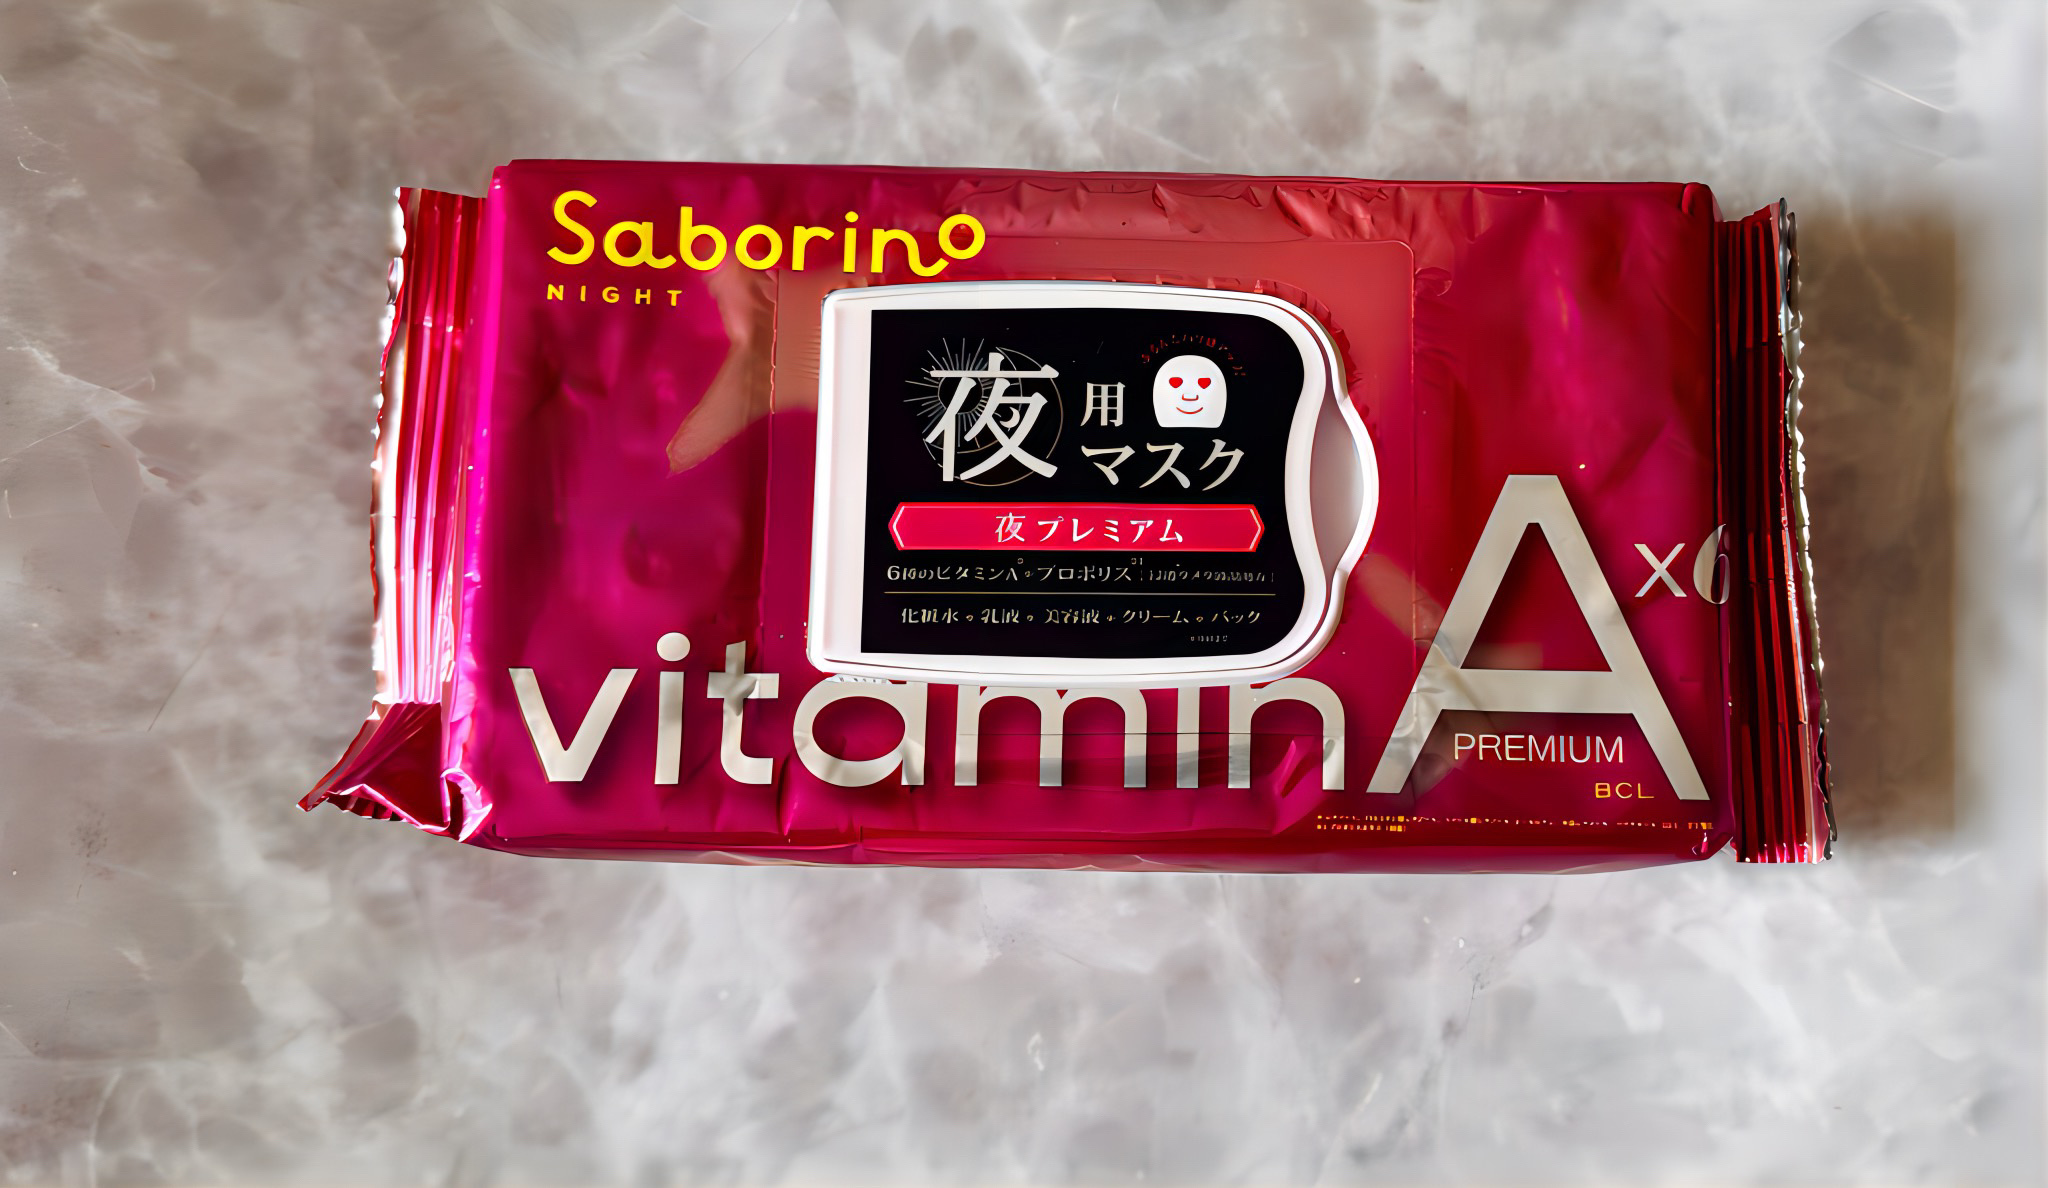 Saborino
NIGHT
夜用
マスク
夜プレミアム
6種のビタミンA プロポリス
化粧水。乳液。美容液。クリーム。パック
vitamin A x6
PREMIUM
BCL